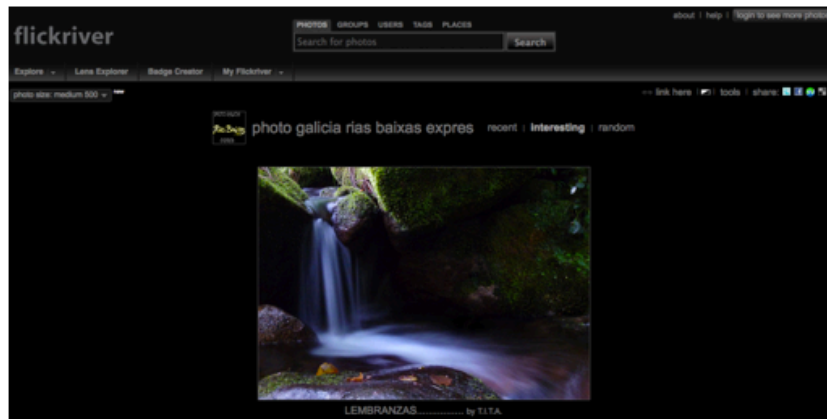 about | help | login to see more photos
flickriver
PHOTOS GROUPS USERS TAGS PLACES
Search for photos Search
Explore Lens Explorer Badge Creator My Flickriver
photo size: medium 500 new
link here | tools | share:
photo galicia rias baixas expres recent | interesting | random
LEMBRANZAS.............. by T.I.T.A.